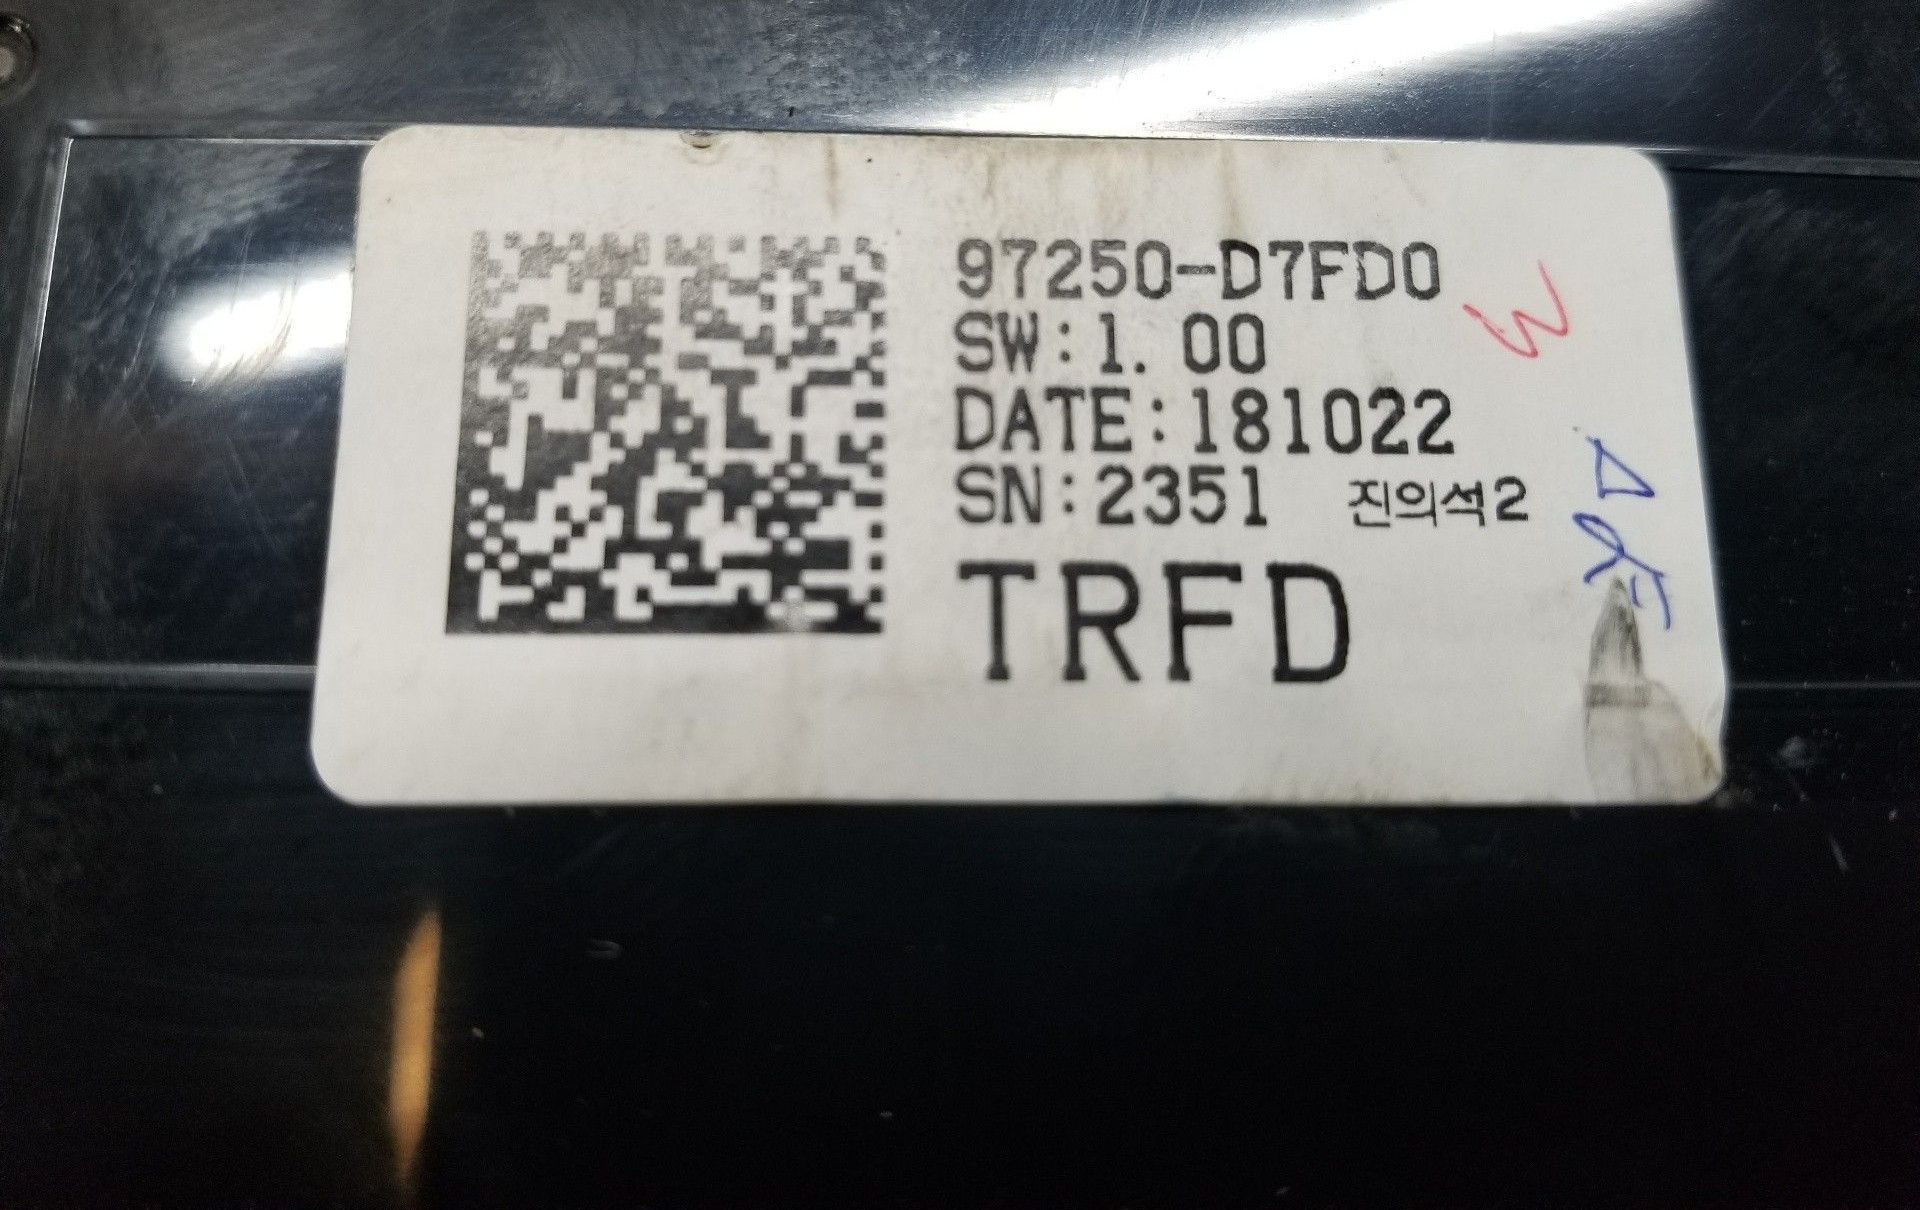 97250-D7FD0
SW:1.00
DATE:181022
SN:2351 진의석2
TRFD